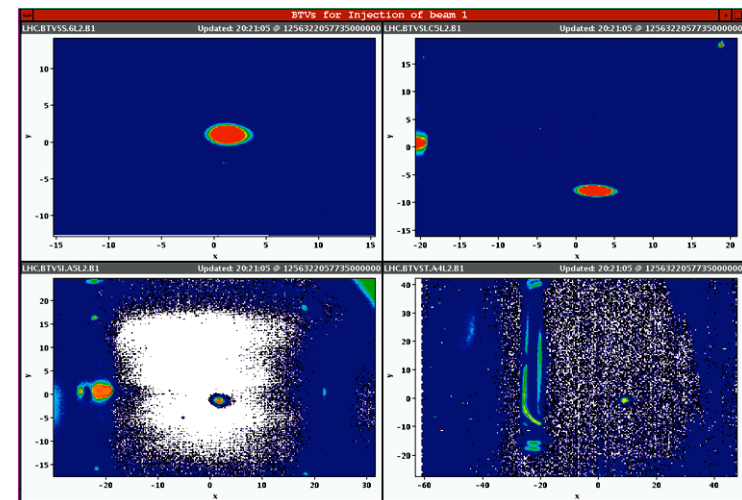 BTVs for Injection of beam 1
LHC.BTVSS.6L2.B1 Updated: 20:21:05 @ 1256322057735000000
10
5
0
-5
-10
y
-15 -10 -5 0 5 10 15
x
LHC.BTVSI.C5L2.B1 Updated: 20:21:05 @ 1256322057735000000
15
10
5
0
-5
-10
-15
y
-20 -15 -10 -5 0 5 10 15 20
x
LHC.BTVSI.A5L2.B1 Updated: 20:21:05 @ 1256322057735000000
20
15
10
5
0
-5
-10
-15
y
-20 -10 0 10 20 30
x
LHC.BTVST.A4L2.B1 Updated: 20:21:05 @ 1256322057735000000
40
30
20
10
0
-10
-20
y
-60 -40 -20 0 20 40
x